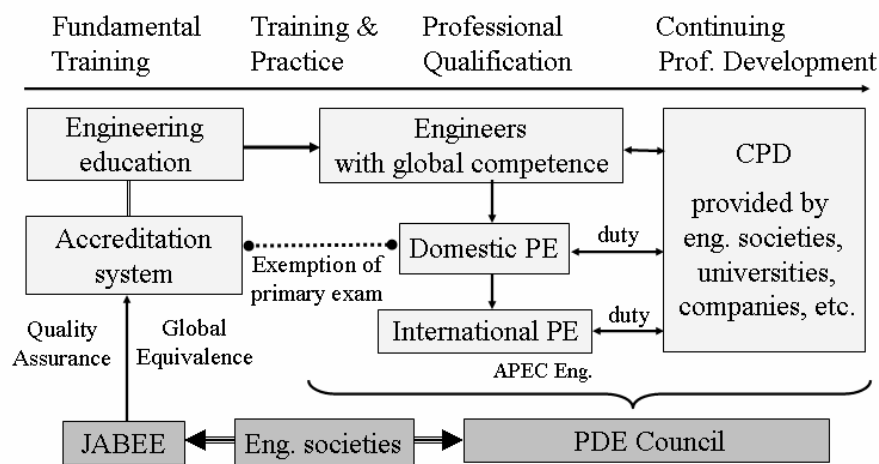 Fundamental
Training
Training &
Practice
Professional
Qualification
Continuing
Prof. Development
Engineering
education
Engineers
with global competence
CPD
provided by
eng. societies,
universities,
companies, etc.
Accreditation
system
Exemption of
primary exam
Domestic PE
duty
International PE
duty
APEC Eng.
Quality
Assurance
Global
Equivalence
JABEE
Eng. societies
PDE Council